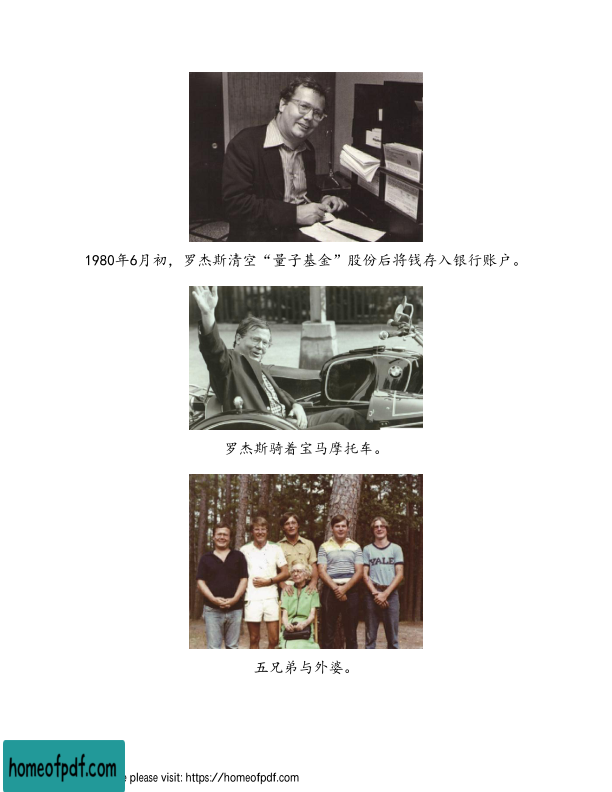 1980年6月初，罗杰斯清空“量子基金”股份后将钱存入银行账户。
罗杰斯骑着宝马摩托车。
YALE
五兄弟与外婆。
homeofpdf.com
please visit: https://homeofpdf.com